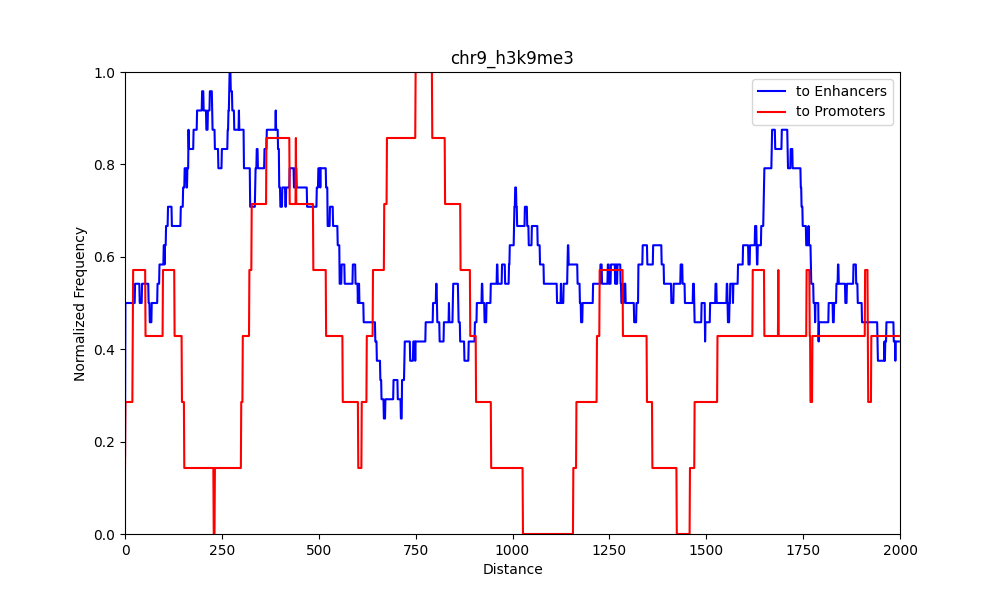 chr9_h3k9me3
to Enhancers
to Promoters
1.0
0.8
0.6
0.4
0.2
0.0
Normalized Frequency
0 250 500 750 1000 1250 1500 1750 2000
Distance